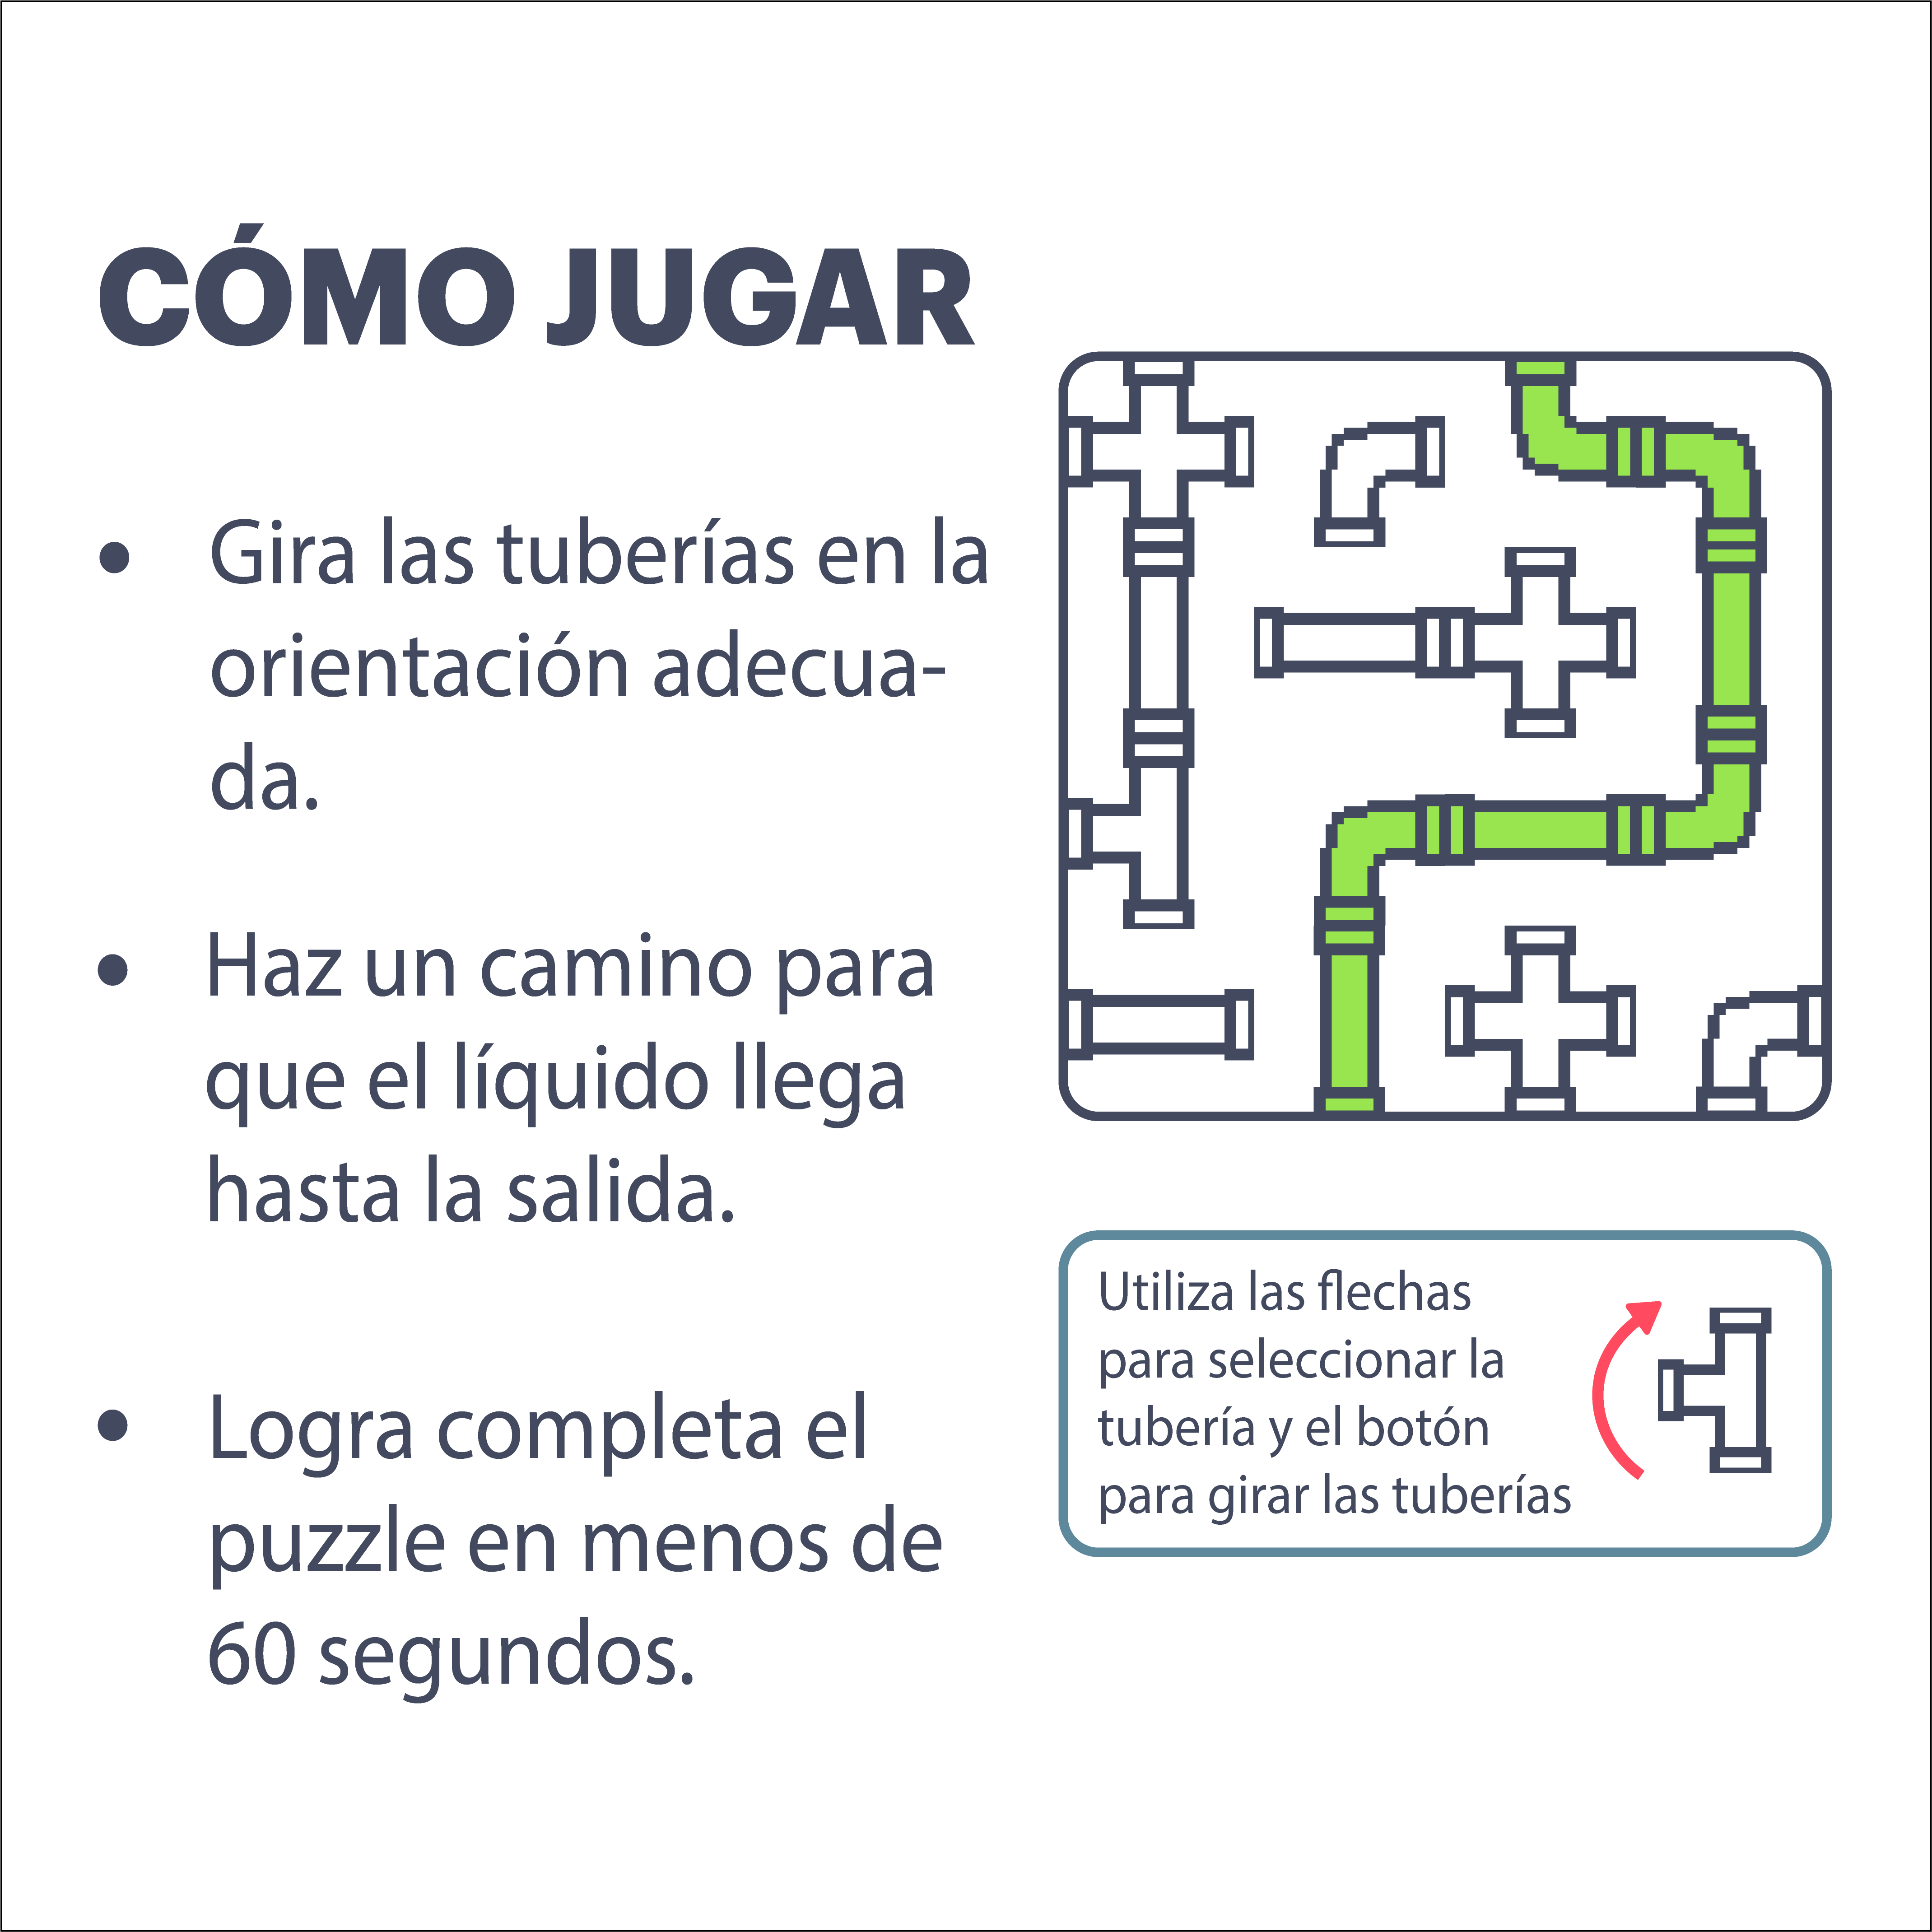 CÓMO JUGAR
• Gira las tuberías en la
orientación adecua-
da.
• Haz un camino para
que el líquido llega
hasta la salida.
• Logra completa el
puzzle en menos de
60 segundos.
Utiliza las flechas
para seleccionar la
tubería y el botón
para girar las tuberías